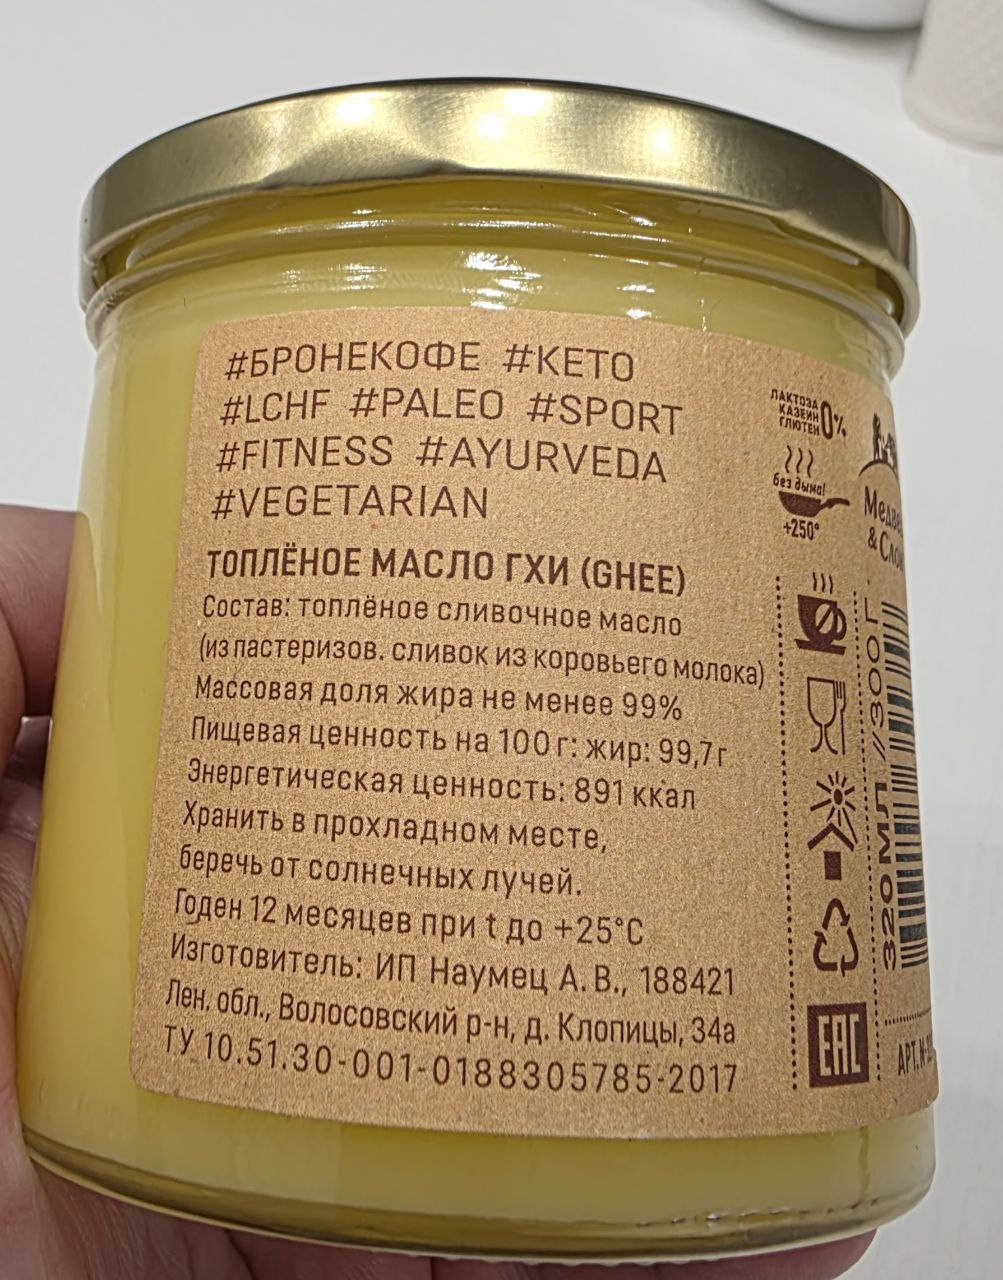 #БРОНЕКОФЕ #KETO
#LCHF #PALEO #SPORT
#FITNESS #AYURVEDA
#VEGETARIAN
ТОПЛЁНОЕ МАСЛО ГХИ (GHEE)
Состав: топлёное сливочное масло
(из пастеризов. сливок из коровьего молока)
Массовая доля жира не менее 99%
Пищевая ценность на 100 г: жир: 99,7г
Энергетическая ценность: 891 ккал
Хранить в прохладном месте,
беречь от солнечных лучей.
Годен 12 месяцев при t до +25°C
Изготовитель: ИП Наумец А. В., 188421
Лен. обл., Волосовский р-н, д. Клопицы, 34а
ТУ 10.51.30-001-0188305785-2017
ЛАКТОЗА
КАЗЕИН 0%
ГЛЮТЕН
без дыма!
+250°
EAC
&
320 МЛ // 300 Г
АРТ.